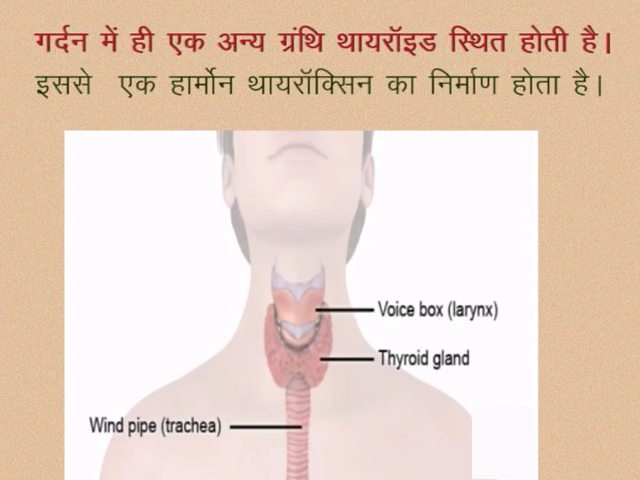 गर्दन में ही एक अन्य ग्रंथि थायरॉइड स्थित होती है।
इससे एक हार्मोन थायरॉक्सिन का निर्माण होता है।
Voice box (larynx)
Thyroid gland
Wind pipe (trachea)